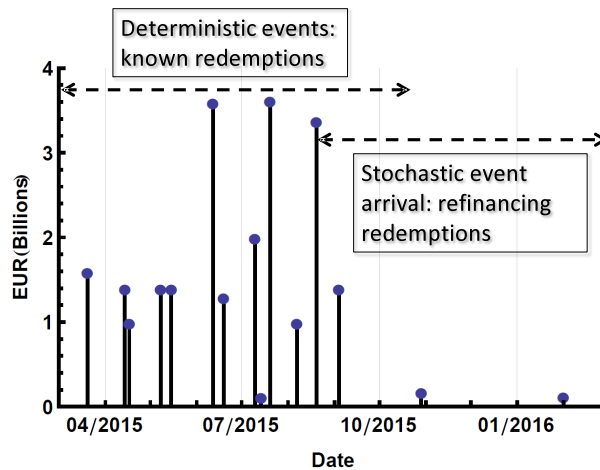 Deterministic events:
known redemptions
4
3
2
1
0
EUR(Billions)
Stochastic event
arrival: refinancing
redemptions
04/2015
07/2015
10/2015
01/2016
Date